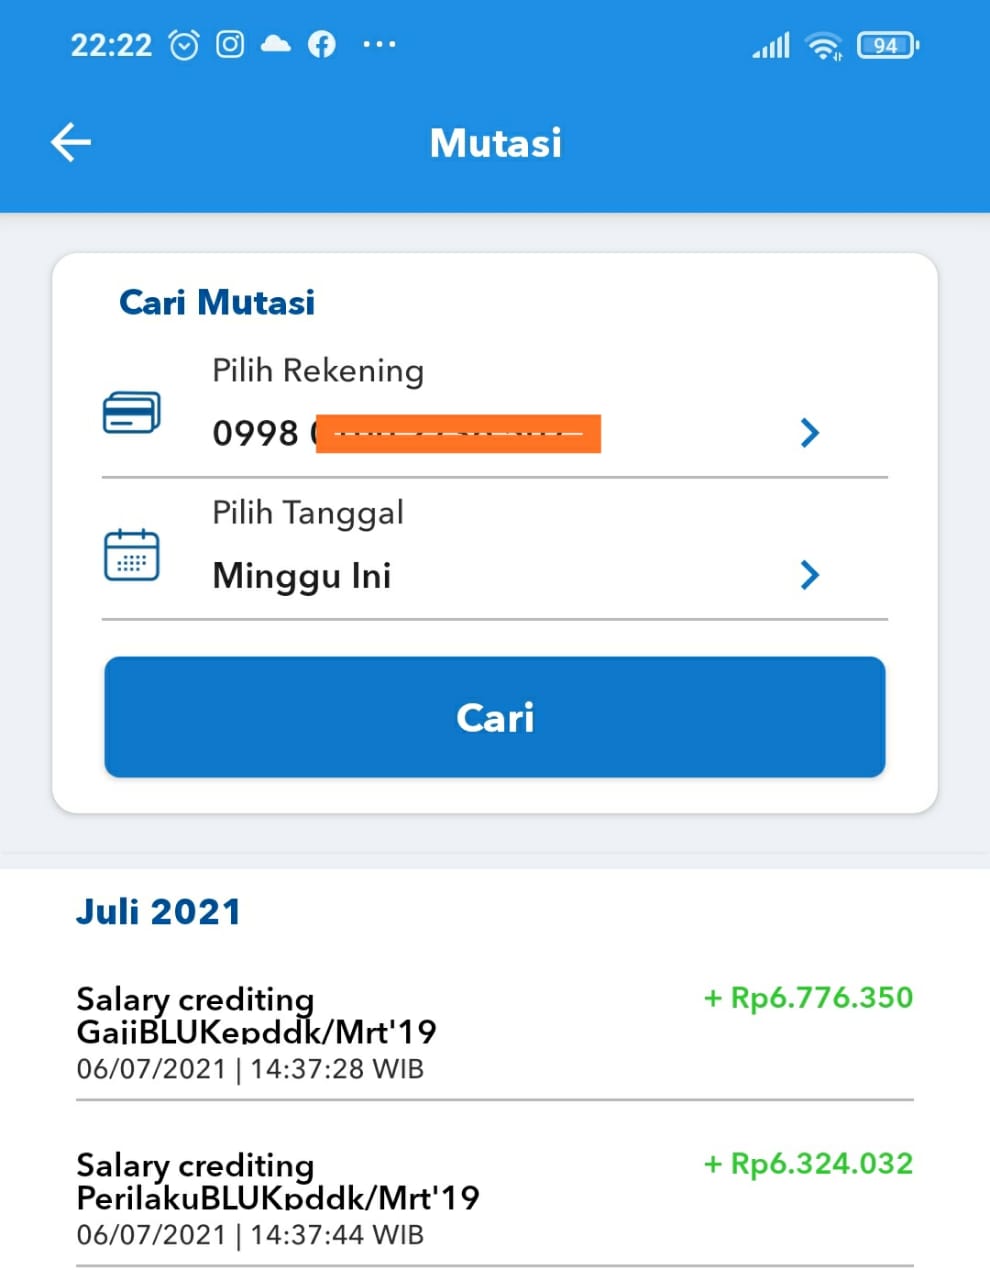 22:22
94
Mutasi
Cari Mutasi
Pilih Rekening
0998
Pilih Tanggal
Minggu Ini
Cari
Juli 2021
Salary crediting
+ Rp6.776.350
GajiBLUKepddk/Mrt'19
06/07/2021 | 14:37:28 WIB
Salary crediting
+ Rp6.324.032
PerilakuBLUKpddk/Mrt'19
06/07/2021 | 14:37:44 WIB